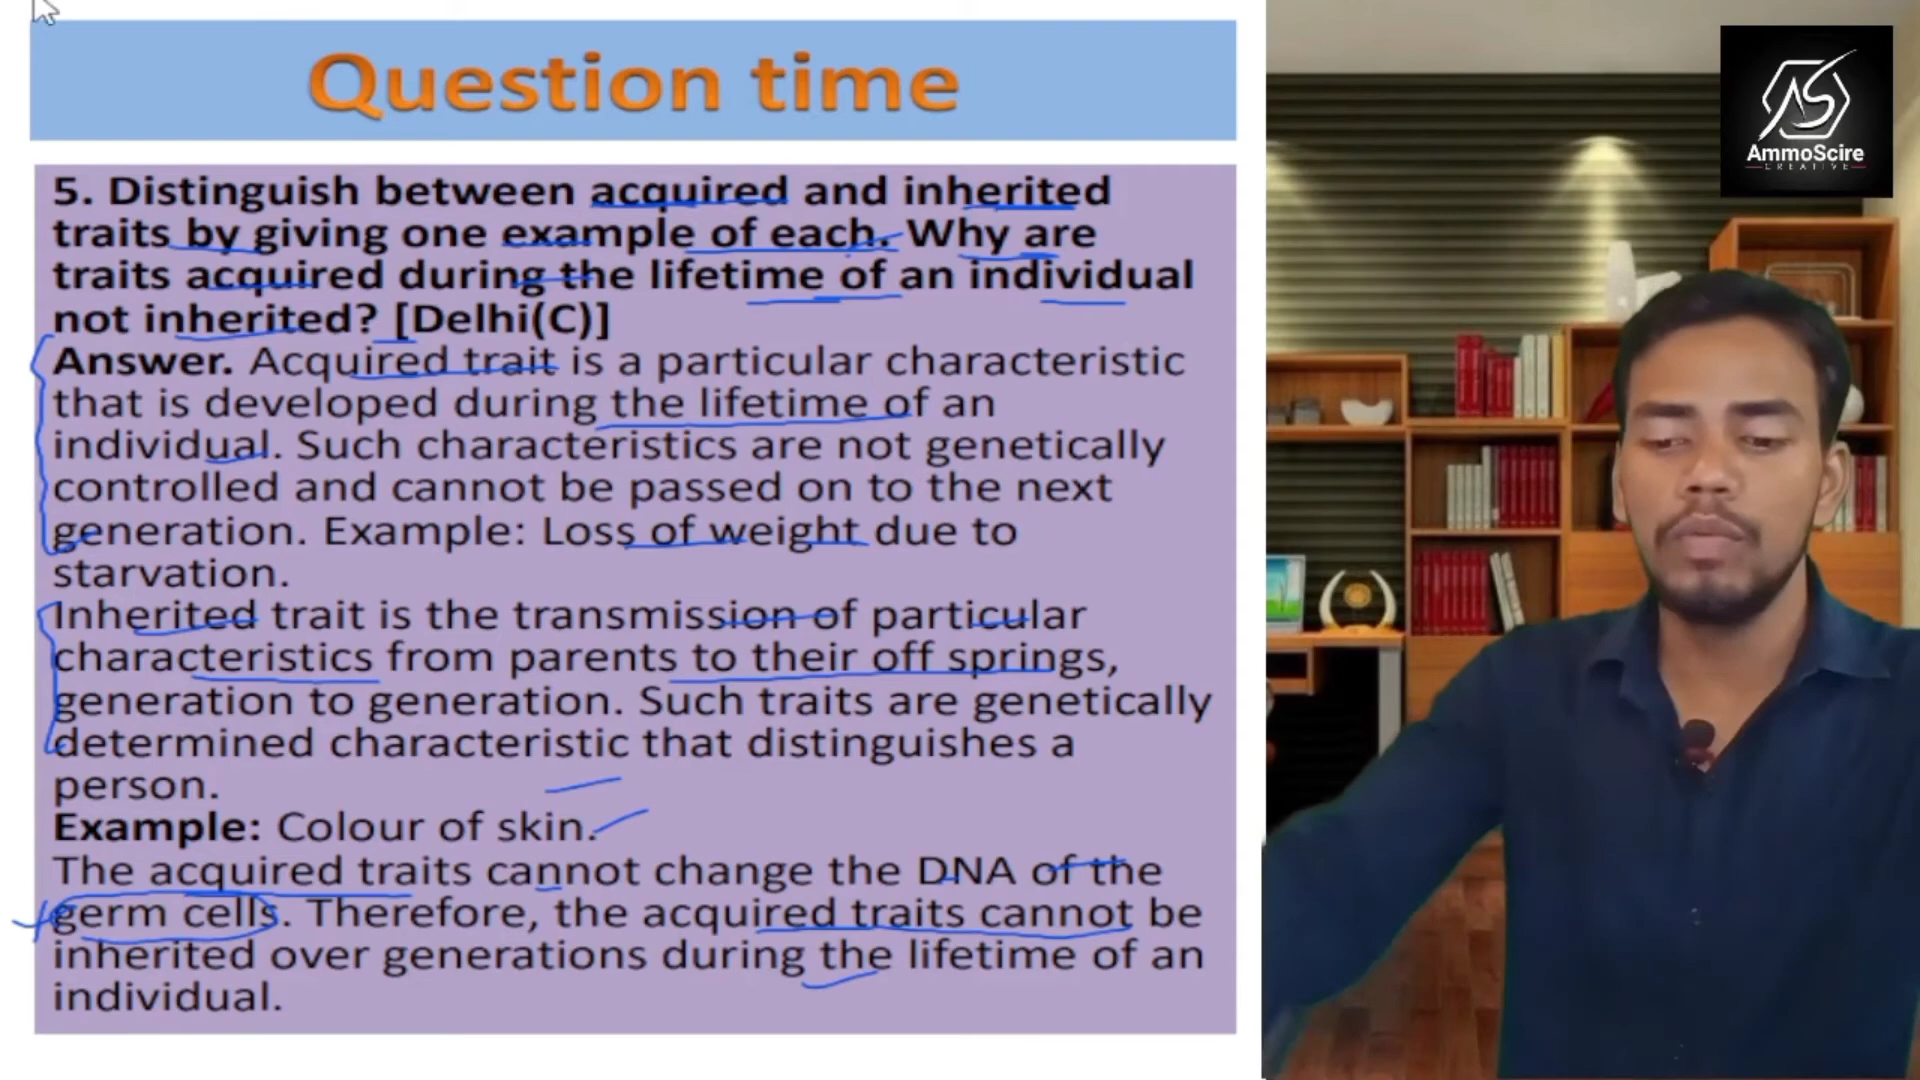 Question time
5. Distinguish between acquired and inherited
traits by giving one example of each. Why are
traits acquired during the lifetime of an individual
not inherited? [Delhi(C)]
Answer. Acquired trait is a particular characteristic
that is developed during the lifetime of an
individual. Such characteristics are not genetically
controlled and cannot be passed on to the next
generation. Example: Loss of weight due to
starvation.
Inherited trait is the transmission of particular
characteristics from parents to their off springs,
generation to generation. Such traits are genetically
determined characteristic that distinguishes a
person.
Example: Colour of skin.
The acquired traits cannot change the DNA of the
germ cells. Therefore, the acquired traits cannot be
inherited over generations during the lifetime of an
individual.
AS
AmmoScire
CREATIVE